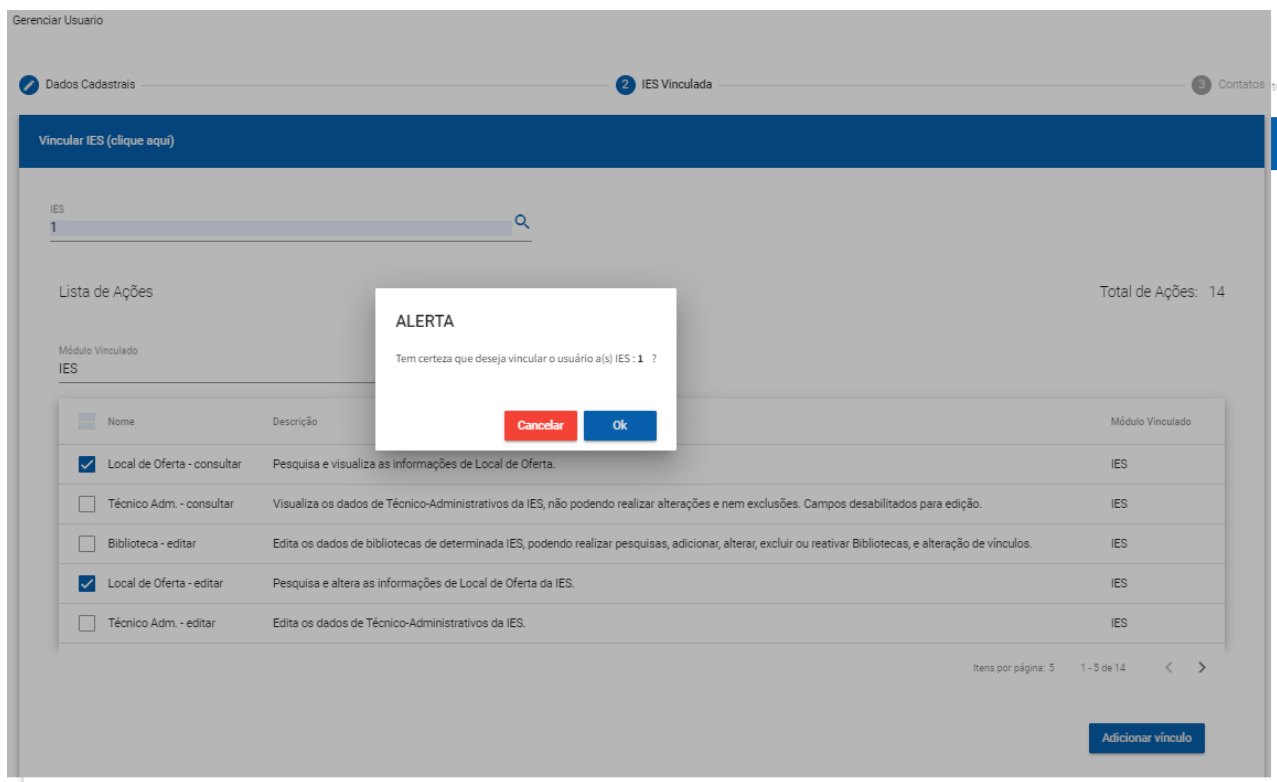 Gerenciar Usuario
Dados Cadastrais
2 IES Vinculada
3 Contatos
Vincular IES (clique aqui)
IES
1
Lista de Ações
Total de Ações: 14
ALERTA
Tem certeza que deseja vincular o usuário a(s) IES : 1 ?
Cancelar Ok
Módulo Vinculado
IES
Nome Descrição Módulo Vinculado
Local de Oferta - consultar Pesquisa e visualiza as informações de Local de Oferta. IES
Técnico Adm. - consultar Visualiza os dados de Técnico-Administrativos da IES, não podendo realizar alterações e nem exclusões. Campos desabilitados para edição. IES
Biblioteca - editar Edita os dados de bibliotecas de determinada IES, podendo realizar pesquisas, adicionar, alterar, excluir ou reativar Bibliotecas, e alteração de vínculos. IES
Local de Oferta - editar Pesquisa e altera as informações de Local de Oferta da IES. IES
Técnico Adm. - editar Edita os dados de Técnico-Administrativos da IES. IES
Itens por página: 5 1 - 5 de 14
Adicionar vínculo